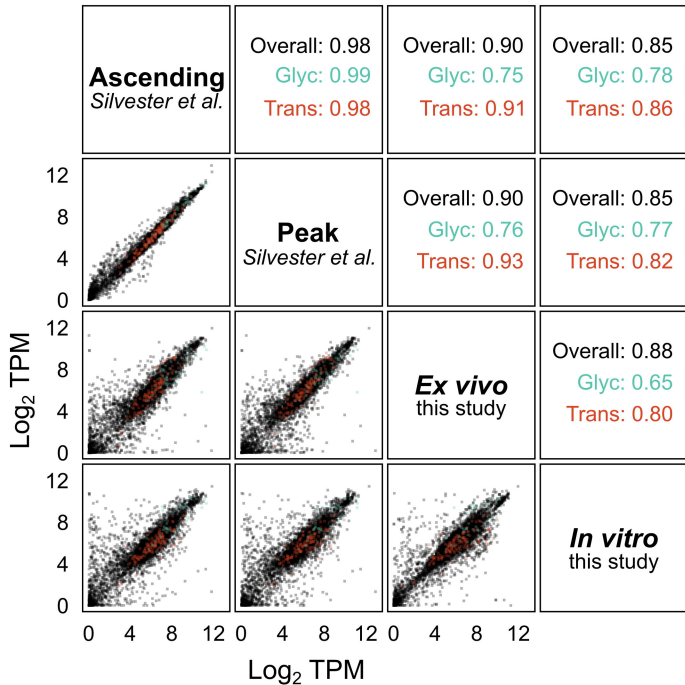 Ascending
Silvester et al.
Overall: 0.98
Glyc: 0.99
Trans: 0.98
Overall: 0.90
Glyc: 0.75
Trans: 0.91
Overall: 0.85
Glyc: 0.78
Trans: 0.86
12
8
4
0
Peak
Silvester et al.
Overall: 0.90
Glyc: 0.76
Trans: 0.93
Overall: 0.85
Glyc: 0.77
Trans: 0.82
Log2 TPM
12
8
4
0
Ex vivo
this study
Overall: 0.88
Glyc: 0.65
Trans: 0.80
12
8
4
0
In vitro
this study
0 4 8 12
0 4 8 12
0 4 8 12
Log2 TPM